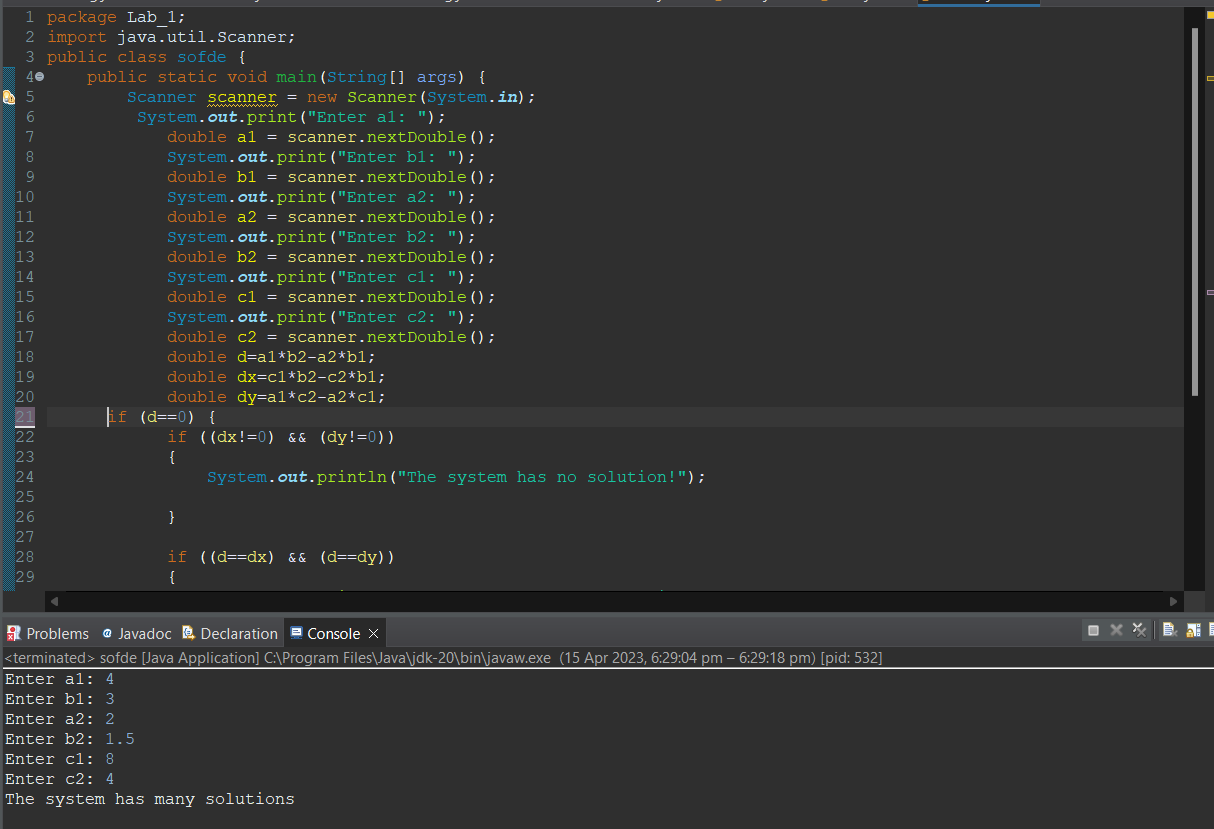 1 package Lab_1;
2 import java.util.Scanner;
3 public class sofde {
4 public static void main(String[] args) {
5 Scanner scanner = new Scanner(System.in);
6 System.out.print("Enter a1: ");
7 double a1 = scanner.nextDouble();
8 System.out.print("Enter b1: ");
9 double b1 = scanner.nextDouble();
10 System.out.print("Enter a2: ");
11 double a2 = scanner.nextDouble();
12 System.out.print("Enter b2: ");
13 double b2 = scanner.nextDouble();
14 System.out.print("Enter c1: ");
15 double c1 = scanner.nextDouble();
16 System.out.print("Enter c2: ");
17 double c2 = scanner.nextDouble();
18 double d=a1*b2-a2*b1;
19 double dx=c1*b2-c2*b1;
20 double dy=a1*c2-a2*c1;
21 if (d==0) {
22 if ((dx!=0) && (dy!=0))
23 {
24 System.out.println("The system has no solution!");
25
26 }
27
28 if ((d==dx) && (d==dy))
29 {
Problems Javadoc Declaration Console
<terminated> sofde [Java Application] C:\Program Files\Java\jdk-20\bin\javaw.exe (15 Apr 2023, 6:29:04 pm – 6:29:18 pm) [pid: 532]
Enter a1: 4
Enter b1: 3
Enter a2: 2
Enter b2: 1.5
Enter c1: 8
Enter c2: 4
The system has many solutions